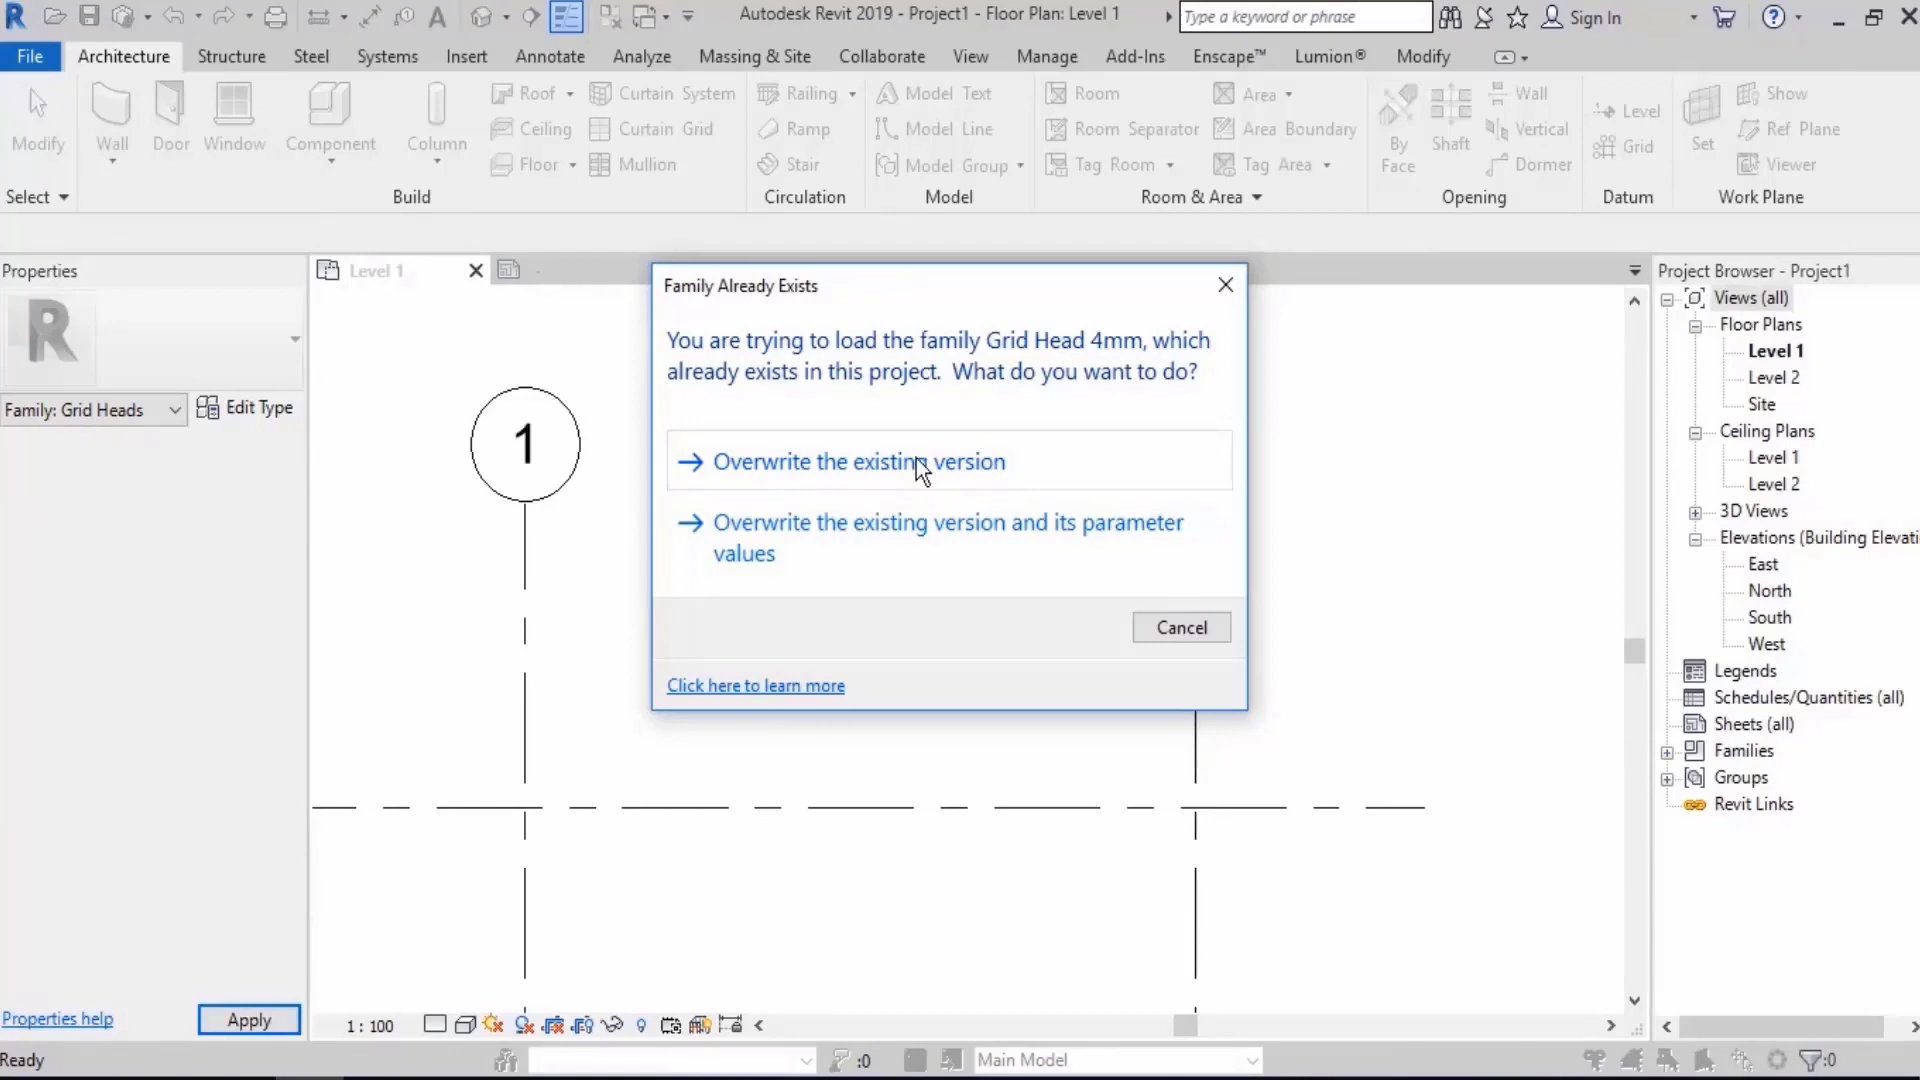 Autodesk Revit 2019 - Project1 - Floor Plan: Level 1
Type a keyword or phrase
Sign In
File
Architecture
Structure
Steel
Systems
Insert
Annotate
Analyze
Massing & Site
Collaborate
View
Manage
Add-Ins
Enscape™
Lumion®
Modify
Modify
Wall
Door
Window
Component
Column
Roof
Ceiling
Floor
Curtain System
Curtain Grid
Mullion
Railing
Ramp
Stair
Model Text
Model Line
Model Group
Room
Room Separator
Tag Room
Area
Area Boundary
Tag Area
By
Face
Shaft
Wall
Vertical
Dormer
Level
Grid
Set
Show
Ref Plane
Viewer
Select
Build
Circulation
Model
Room & Area
Opening
Datum
Work Plane
Properties
R
Family: Grid Heads
Edit Type
Properties help
Apply
Level 1
1
Family Already Exists
You are trying to load the family Grid Head 4mm, which
already exists in this project. What do you want to do?
Overwrite the existing version
Overwrite the existing version and its parameter
values
Cancel
Click here to learn more
Project Browser - Project1
Views (all)
Floor Plans
Level 1
Level 2
Site
Ceiling Plans
Level 1
Level 2
3D Views
Elevations (Building Elevati
East
North
South
West
Legends
Schedules/Quantities (all)
Sheets (all)
Families
Groups
Revit Links
1 : 100
Ready
:0
Main Model
:0